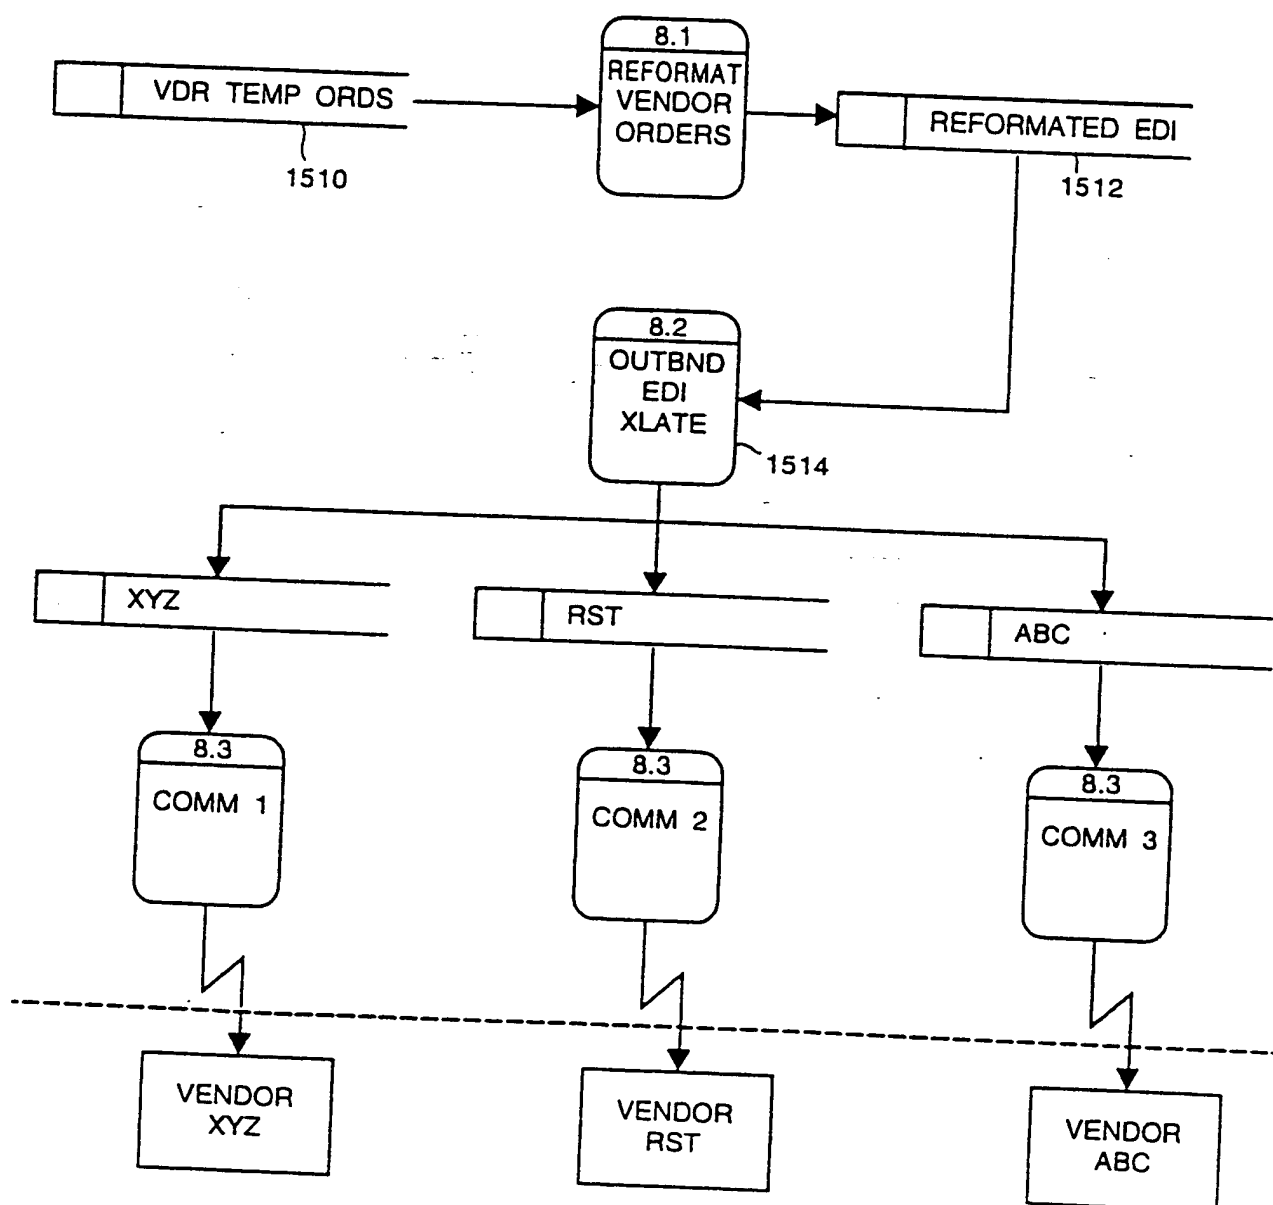 8.1
REFORMAT
VENDOR
ORDERS
VDR TEMP ORDS
REFORMATED EDI
1510
1512
8.2
OUTBND
EDI
XLATE
1514
XYZ
RST
ABC
8.3
COMM 1
8.3
COMM 2
8.3
COMM 3
VENDOR
XYZ
VENDOR
RST
VENDOR
ABC